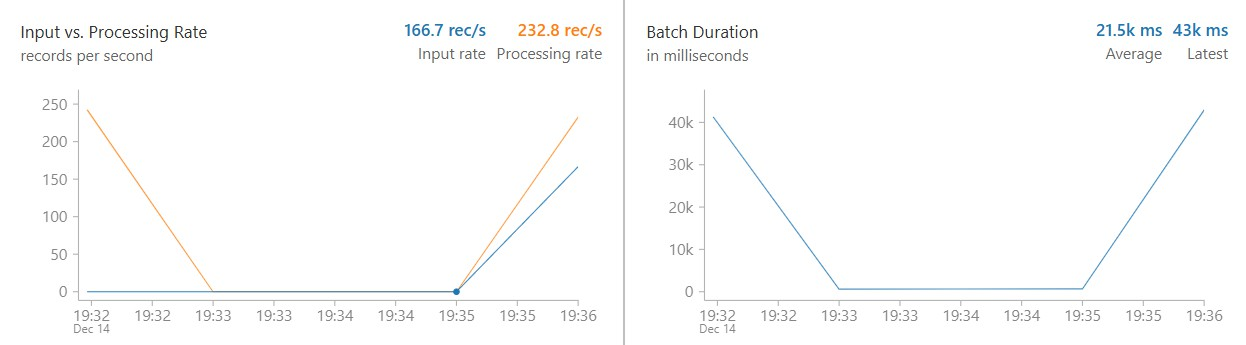 Input vs. Processing Rate
records per second
166.7 rec/s 232.8 rec/s
Input rate Processing rate
250
200
150
100
50
0
19:32 19:32 19:33 19:33 19:34 19:34 19:35 19:35 19:36
Dec 14
Batch Duration
in milliseconds
21.5k ms 43k ms
Average Latest
40k
30k
20k
10k
0
19:32 19:32 19:33 19:33 19:34 19:34 19:35 19:35 19:36
Dec 14